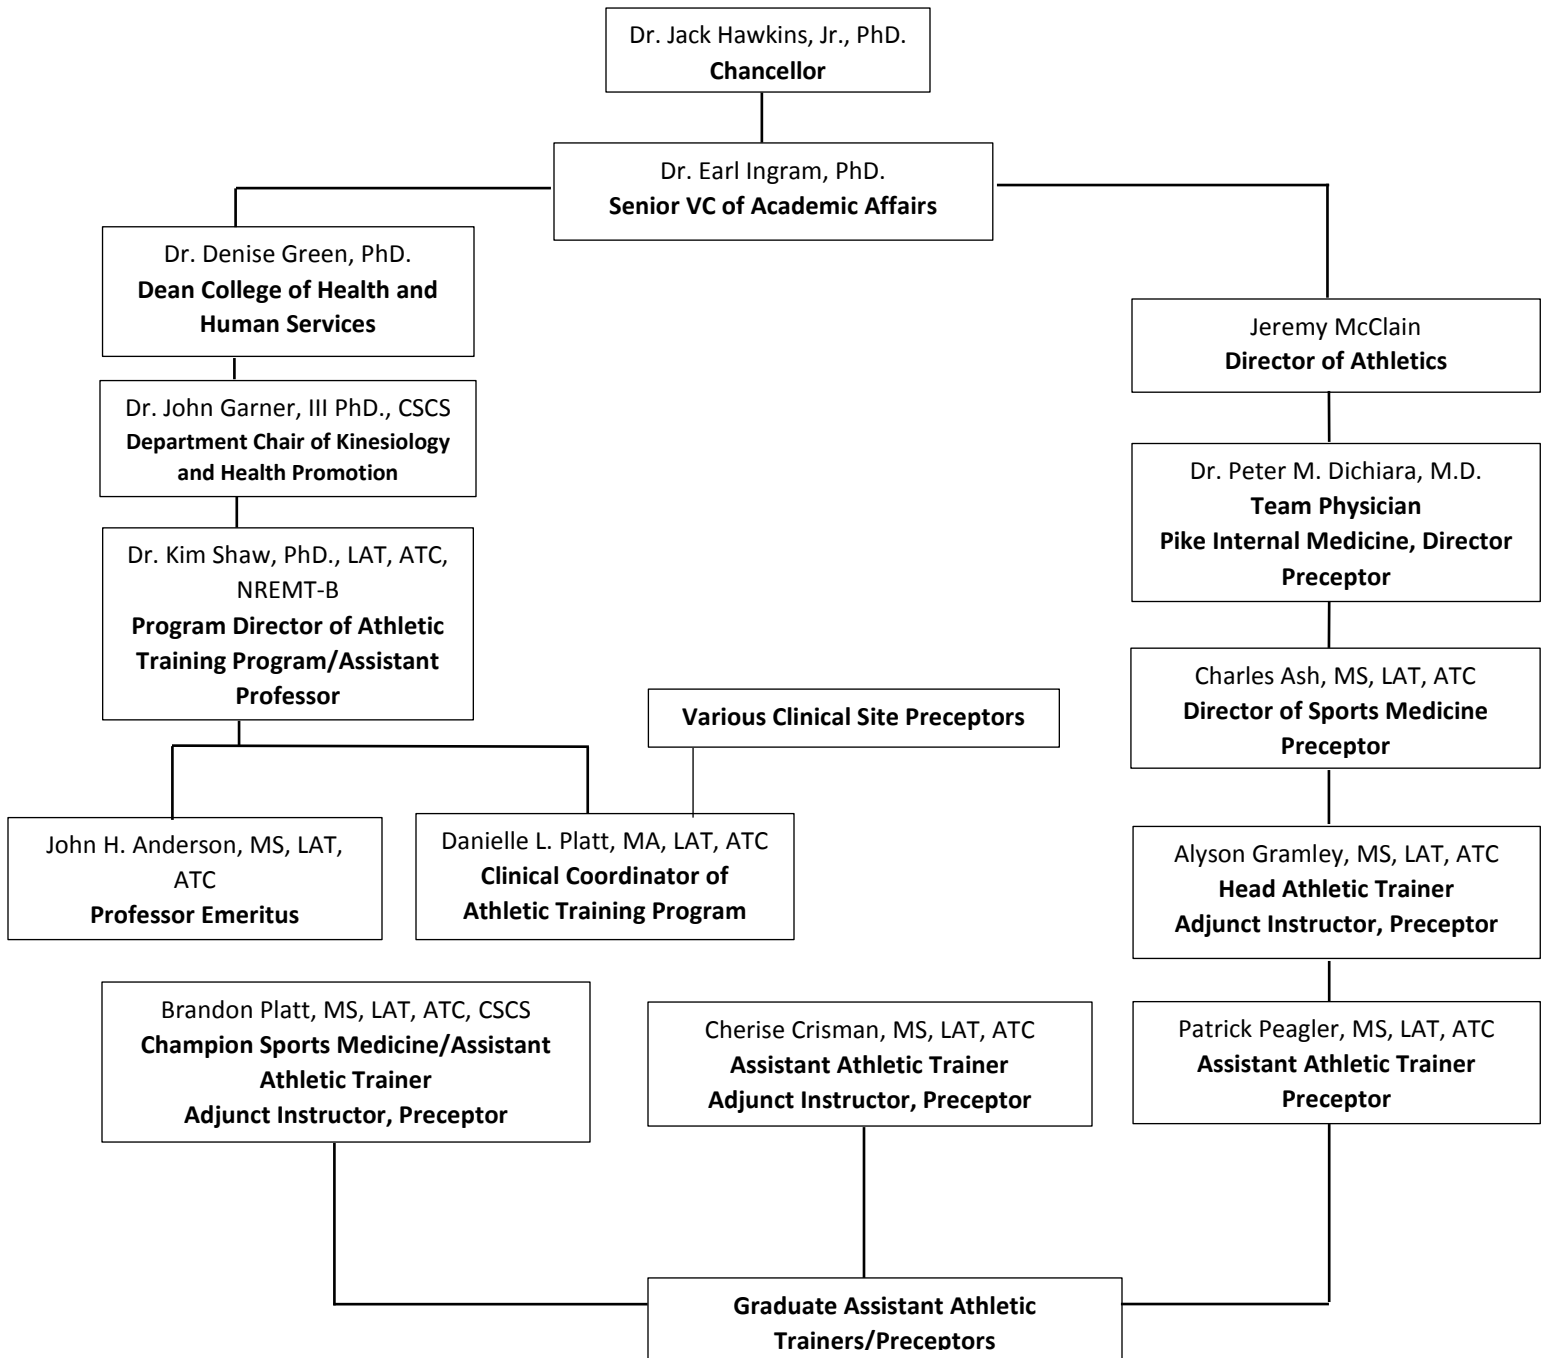 Dr. Jack Hawkins, Jr., PhD.
Chancellor
Dr. Earl Ingram, PhD.
Senior VC of Academic Affairs
Dr. Denise Green, PhD.
Dean College of Health and
Human Services
Jeremy McClain
Director of Athletics
Dr. John Garner, III PhD., CSCS
Department Chair of Kinesiology
and Health Promotion
Dr. Peter M. Dichiara, M.D.
Team Physician
Pike Internal Medicine, Director
Preceptor
Dr. Kim Shaw, PhD., LAT, ATC,
NREMT-B
Program Director of Athletic
Training Program/Assistant
Professor
Charles Ash, MS, LAT, ATC
Director of Sports Medicine
Preceptor
Various Clinical Site Preceptors
John H. Anderson, MS, LAT,
ATC
Professor Emeritus
Danielle L. Platt, MA, LAT, ATC
Clinical Coordinator of
Athletic Training Program
Alyson Gramley, MS, LAT, ATC
Head Athletic Trainer
Adjunct Instructor, Preceptor
Brandon Platt, MS, LAT, ATC, CSCS
Champion Sports Medicine/Assistant
Athletic Trainer
Adjunct Instructor, Preceptor
Cherise Crisman, MS, LAT, ATC
Assistant Athletic Trainer
Adjunct Instructor, Preceptor
Patrick Peagler, MS, LAT, ATC
Assistant Athletic Trainer
Preceptor
Graduate Assistant Athletic
Trainers/Preceptors